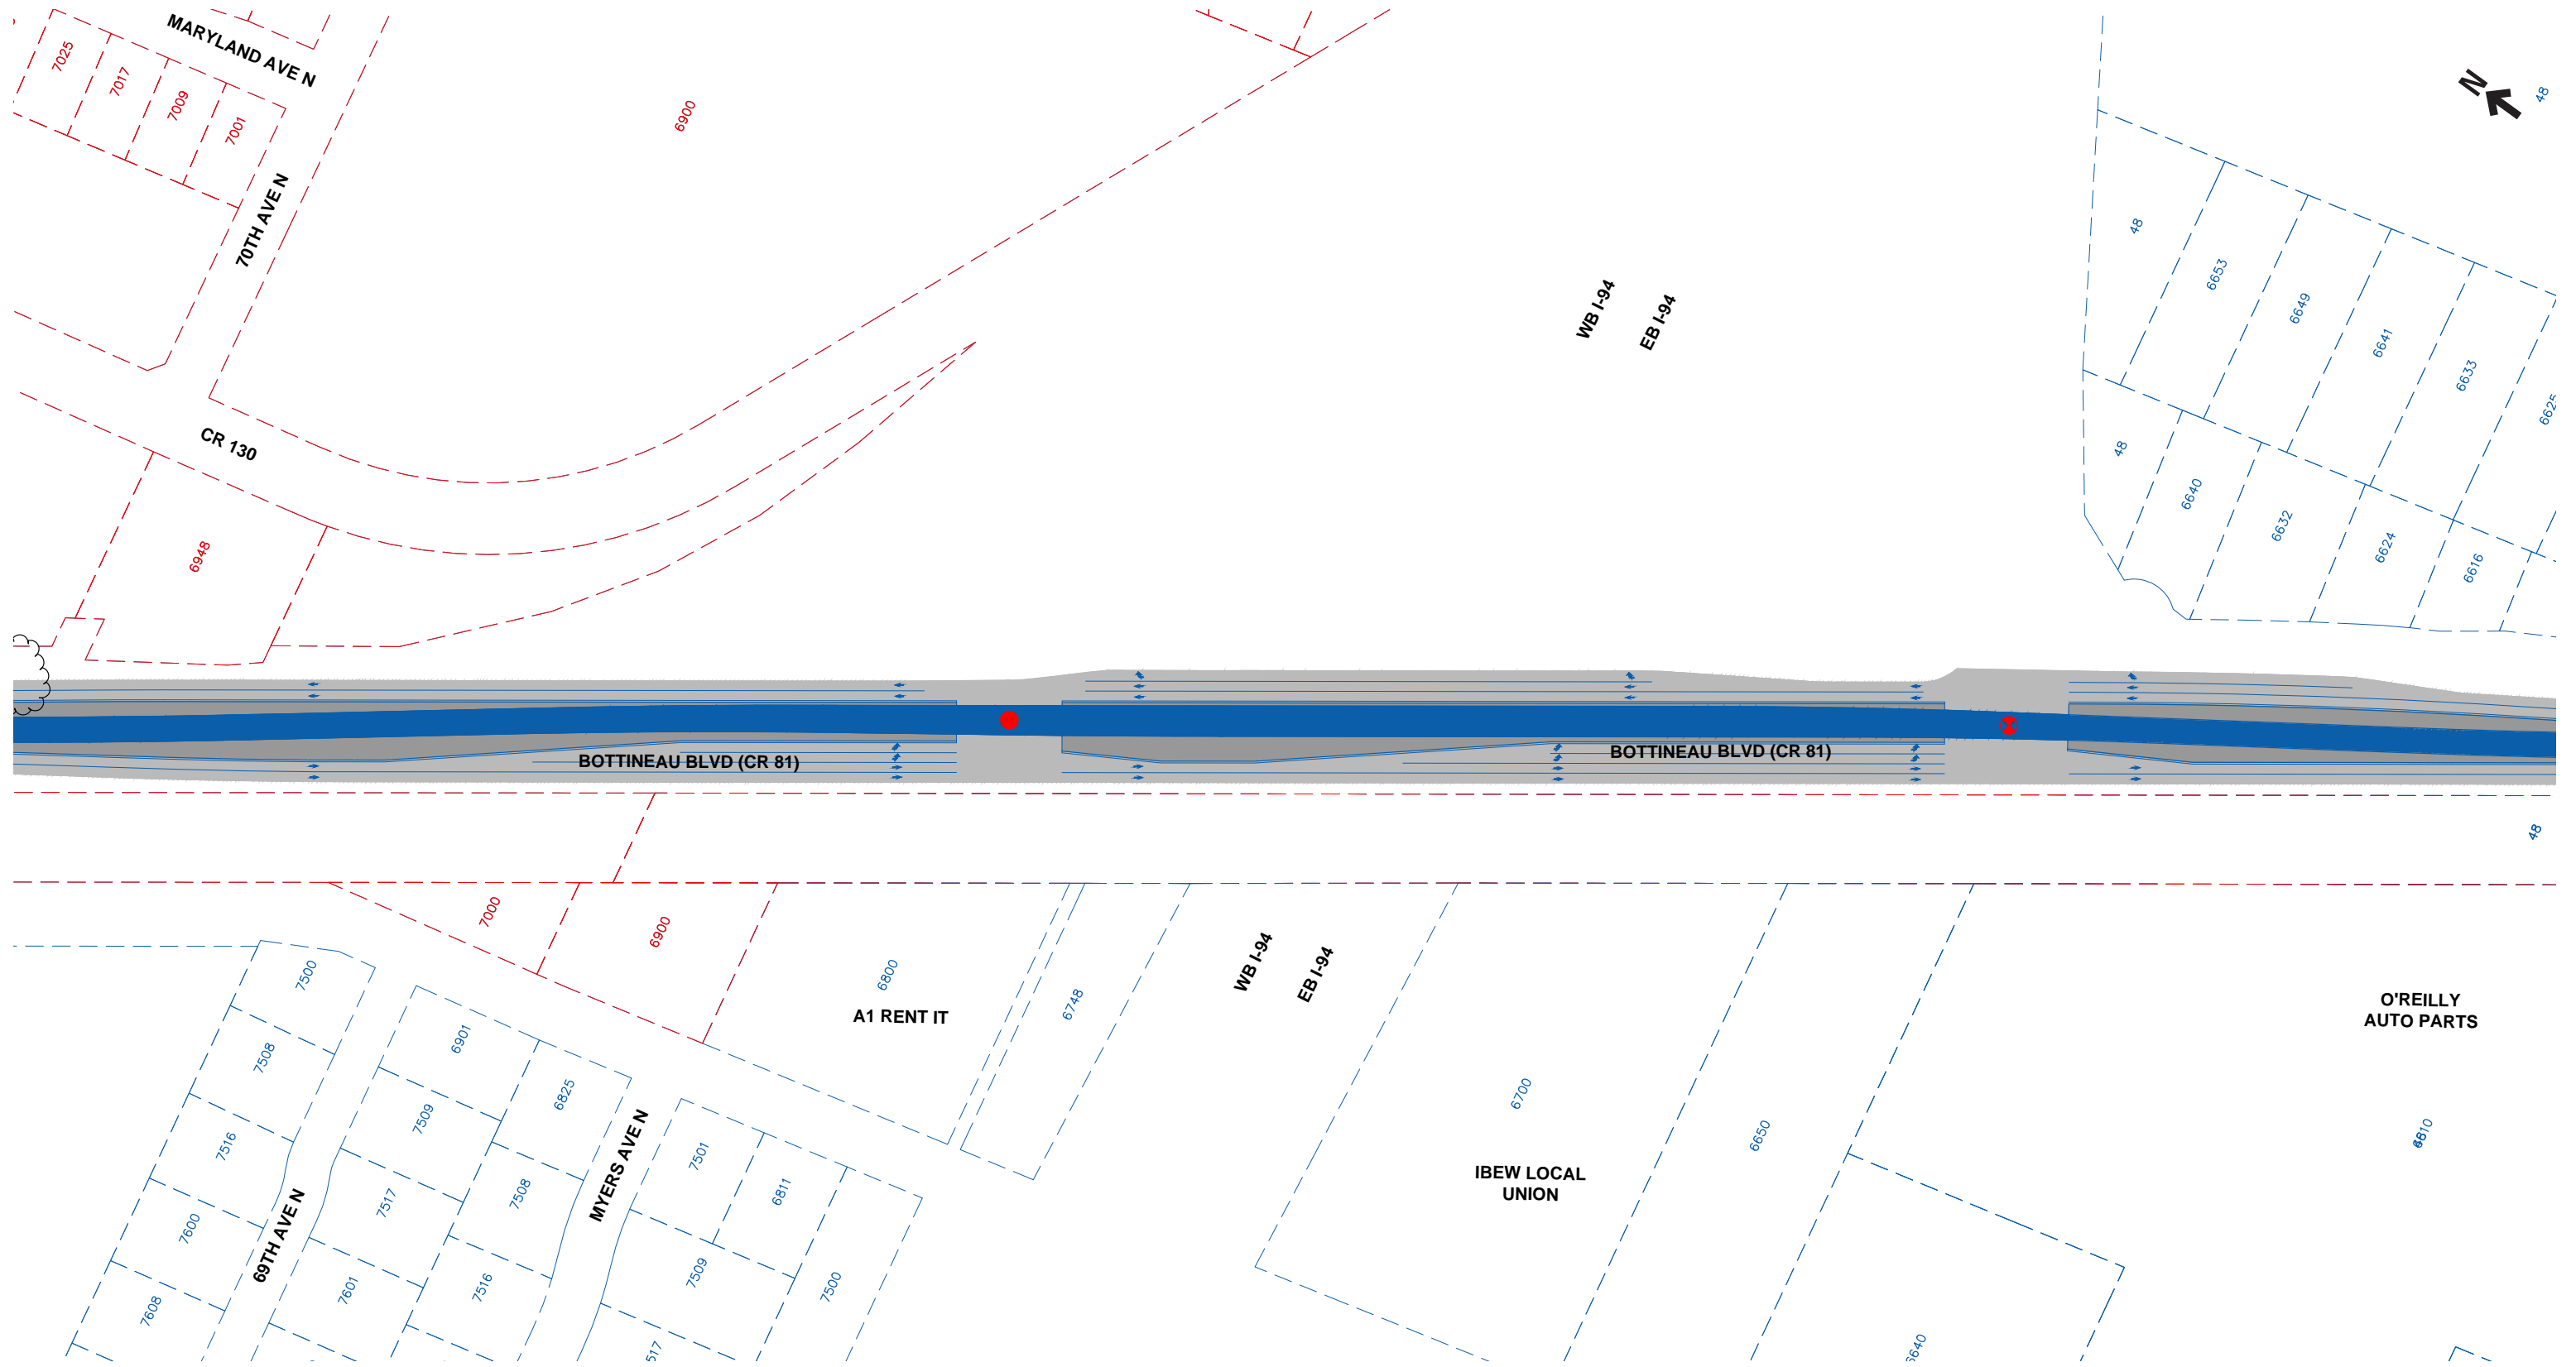 MARYLAND AVE N
7025
7017
7009
7001
70TH AVE N
6900
CR 130
6948
WB I-94
EB I-94
N
48
48
6653
6649
6641
6633
48
6640
6632
6624
6616
BOTTINEAU BLVD (CR 81)
BOTTINEAU BLVD (CR 81)
48
7000
6900
6800
A1 RENT IT
6748
WB I-94
EB I-94
7500
7508
7516
7600
7608
69TH AVE N
6901
7509
7517
7601
6825
7508
7516
MYERS AVE N
7501
6811
7509
7500
6700
IBEW LOCAL
UNION
6650
6640
O'REILLY
AUTO PARTS